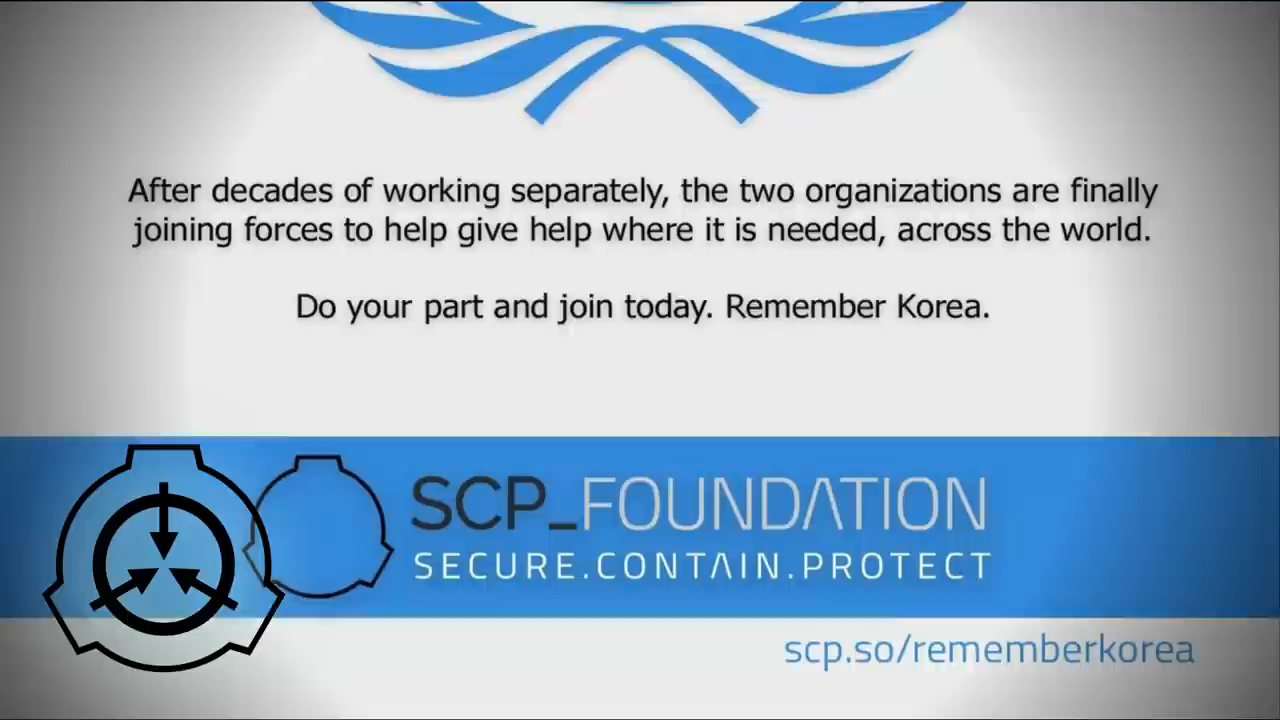 After decades of working separately, the two organizations are finally
joining forces to help give help where it is needed, across the world.
Do your part and join today. Remember Korea.
SCP_FOUNDATION
SECURE.CONTAIN.PROTECT
scp.so/rememberkorea